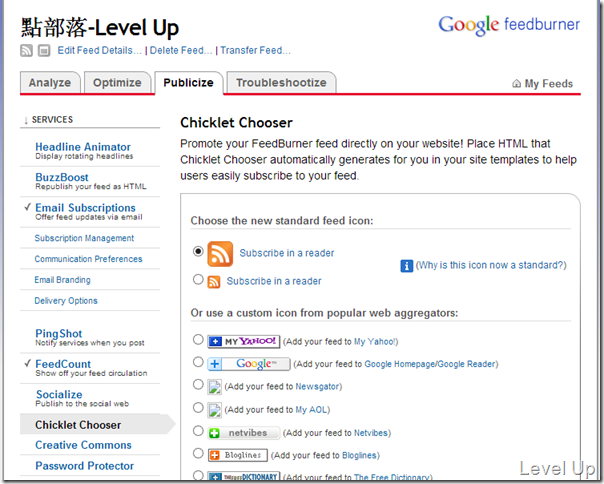 點部落-Level Up
Google feedburner
Edit Feed Details... | Delete Feed... | Transfer Feed...
Analyze Optimize Publicize Troubleshootize My Feeds
↓ SERVICES
Headline Animator
Display rotating headlines
BuzzBoost
Republish your feed as HTML
✓ Email Subscriptions
Offer feed updates via email
Subscription Management
Communication Preferences
Email Branding
Delivery Options
PingShot
Notify services when you post
✓ FeedCount
Show off your feed circulation
Socialize
Publish to the social web
Chicklet Chooser
Creative Commons
Password Protector
Chicklet Chooser
Promote your FeedBurner feed directly on your website! Place HTML that
Chicklet Chooser automatically generates for you in your site templates to help
users easily subscribe to your feed.
Choose the new standard feed icon:
Subscribe in a reader
(Why is this icon now a standard?)
Subscribe in a reader
Or use a custom icon from popular web aggregators:
MY YAHOO! (Add your feed to My Yahoo!)
Google (Add your feed to Google Homepage/Google Reader)
(Add your feed to Newsgator)
(Add your feed to My AOL)
netvibes (Add your feed to Netvibes)
Bloglines (Add your feed to Bloglines)
THEFREEDICTIONARY (Add your feed to The Free Dictionary)
Level Up